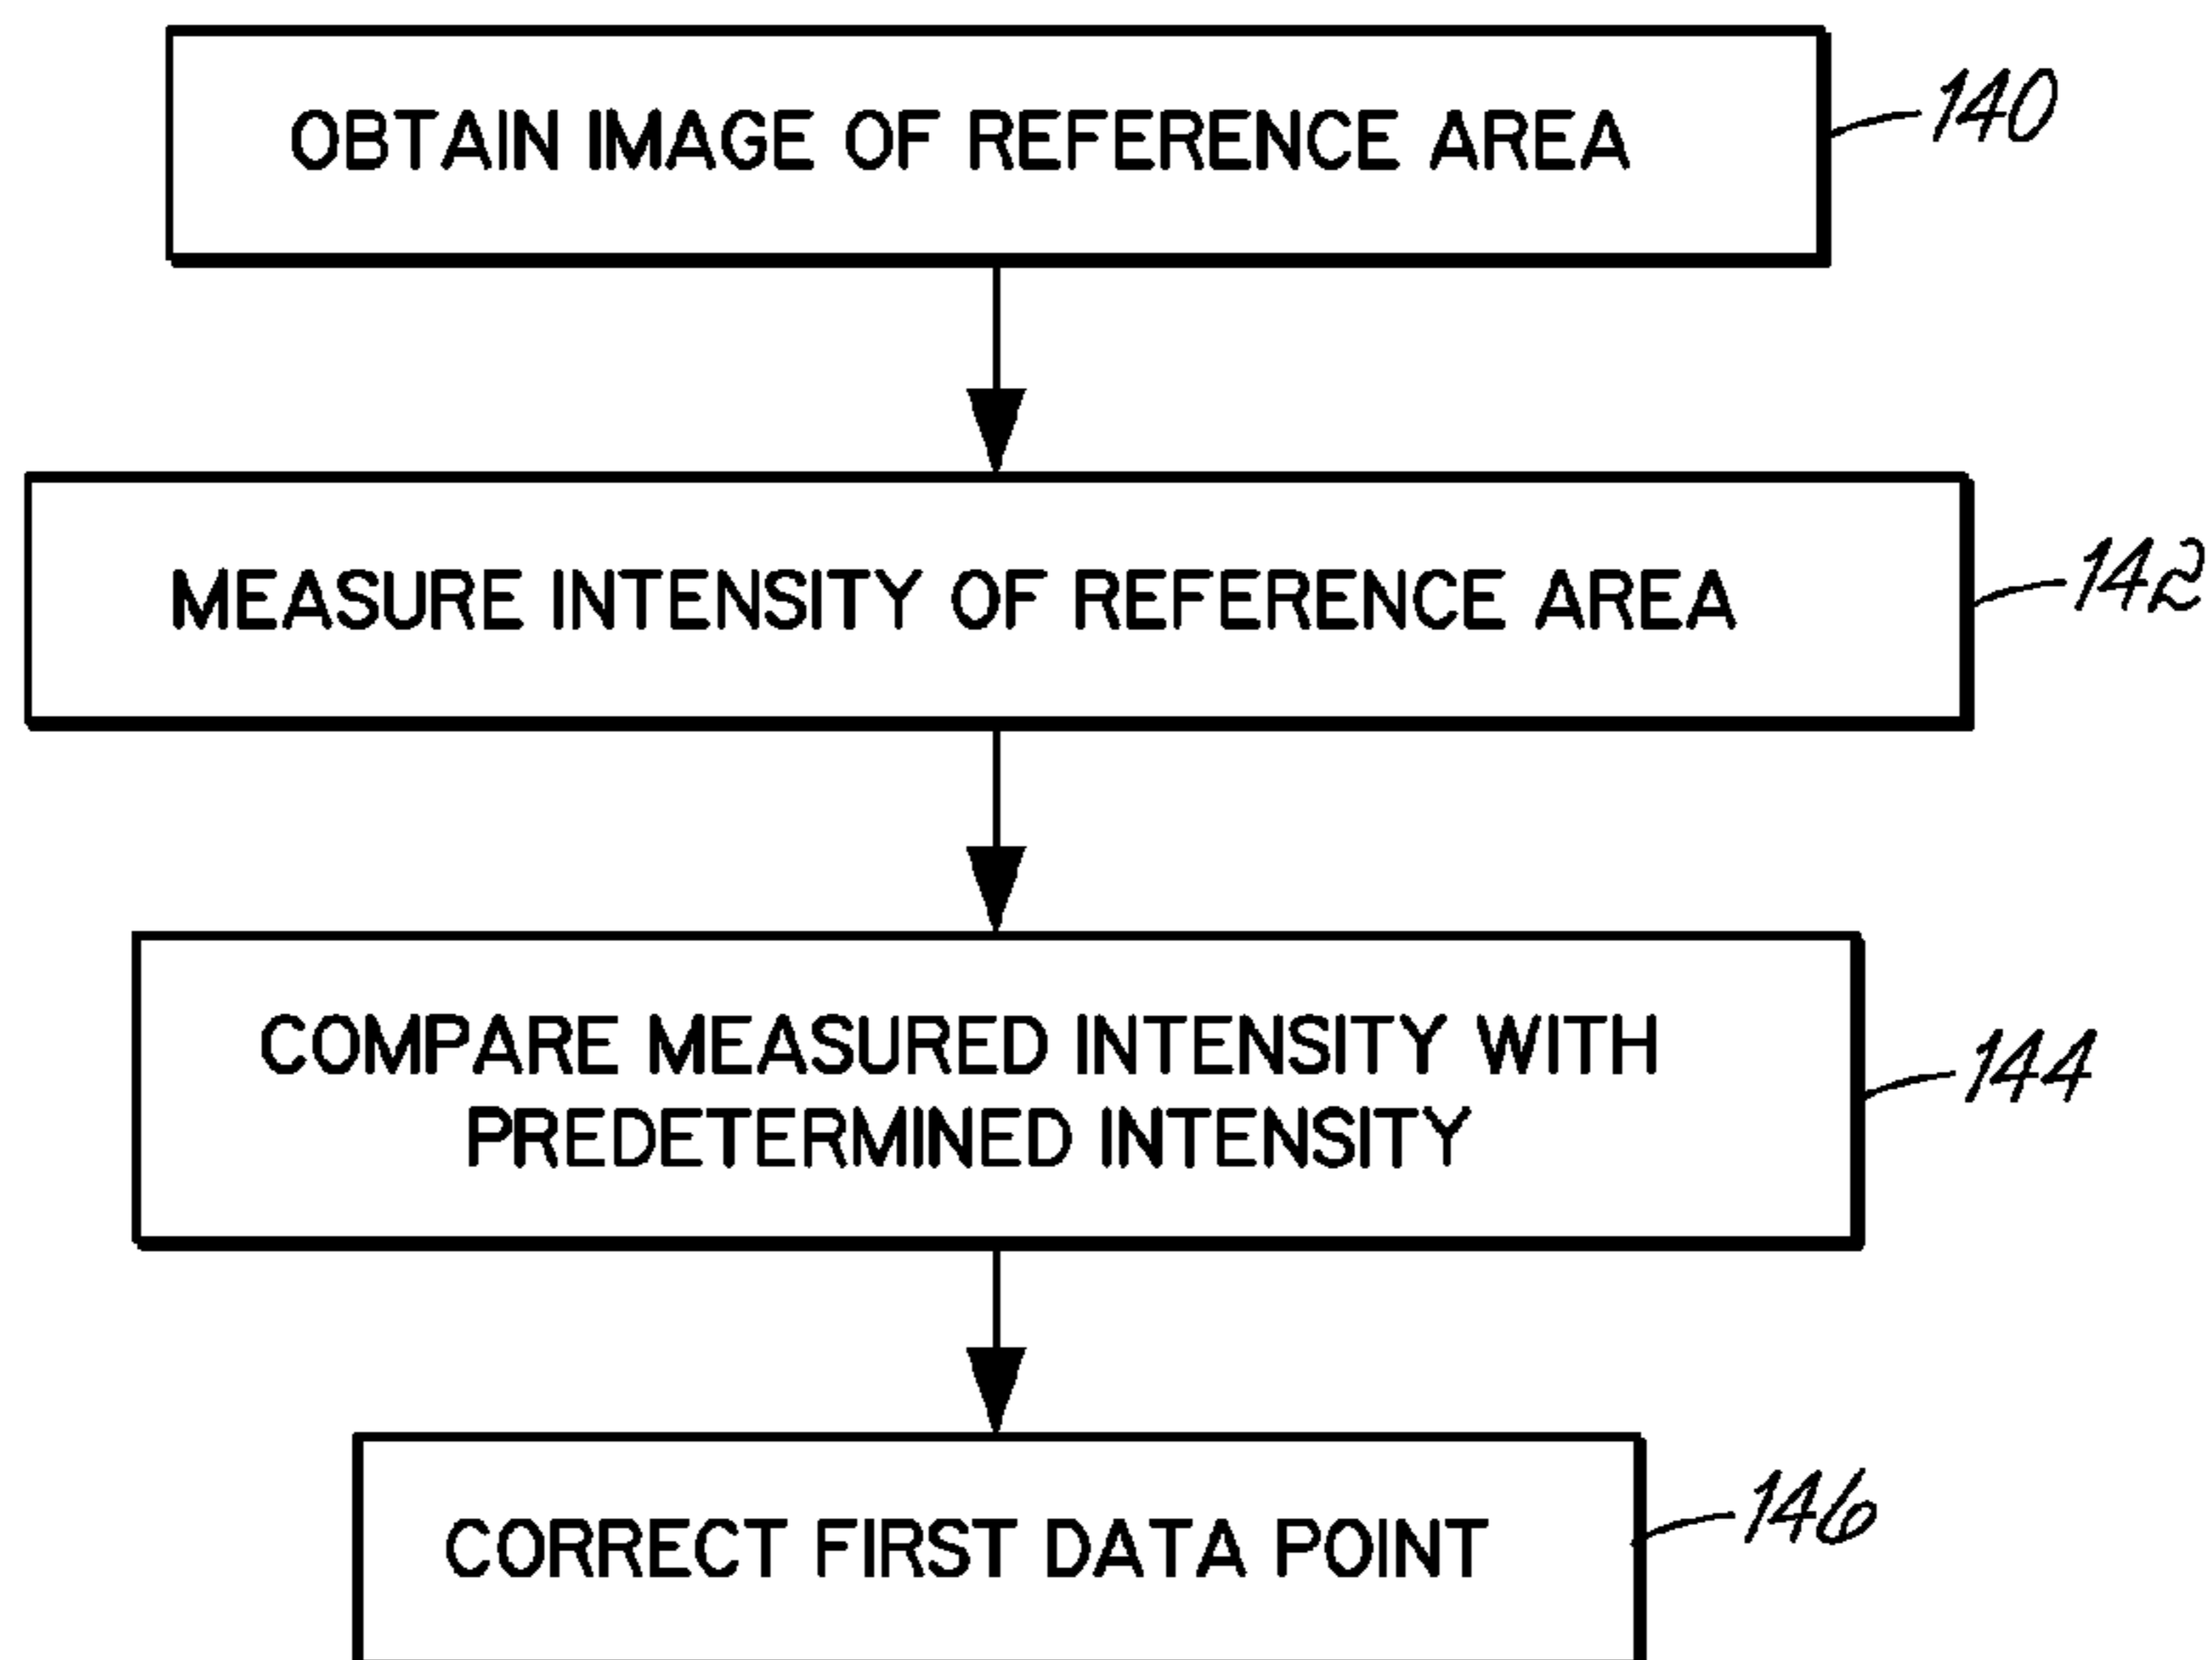 OBTAIN IMAGE OF REFERENCE AREA
140
MEASURE INTENSITY OF REFERENCE AREA
142
COMPARE MEASURED INTENSITY WITH
PREDETERMINED INTENSITY
144
CORRECT FIRST DATA POINT
146